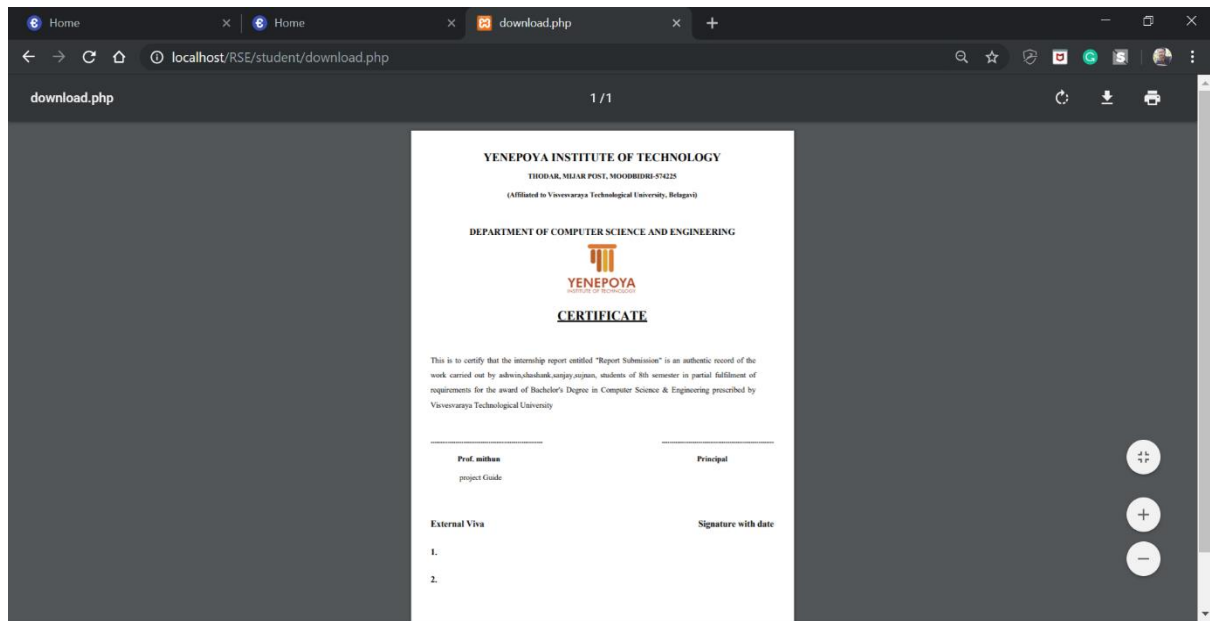 Home
Home
download.php
localhost/RSE/student/download.php
download.php
1 / 1
YENEPOYA INSTITUTE OF TECHNOLOGY
THODAR, MIJAR POST, MOODBIDRI-574225
(Affiliated to Visvesvaraya Technological University, Belagavi)
DEPARTMENT OF COMPUTER SCIENCE AND ENGINEERING
YENEPOYA
INSTITUTE OF TECHNOLOGY
CERTIFICATE
This is to certify that the internship report entitled "Report Submission" is an authentic record of the
work carried out by ashwin,shashank,sanjay,sujnan, students of 8th semester in partial fulfilment of
requirements for the award of Bachelor's Degree in Computer Science & Engineering prescribed by
Visvesvaraya Technological University
Prof. mithun
Principal
project Guide
External Viva
Signature with date
1.
2.